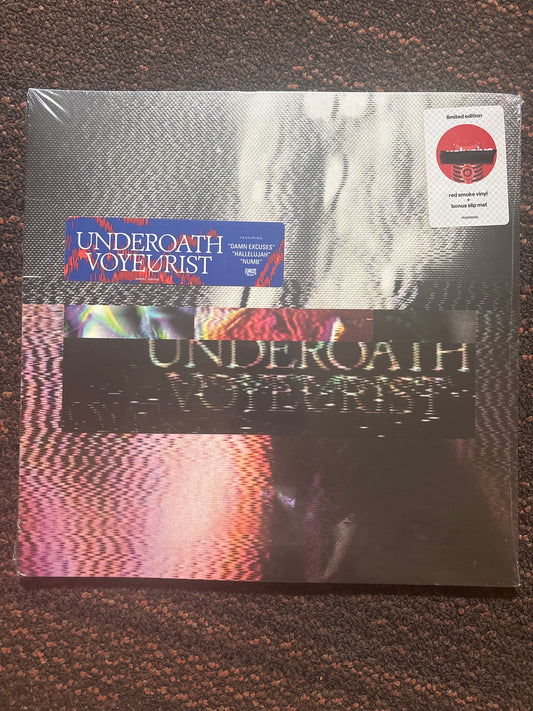 limited edition
red smoke vinyl
+
bonus slip mat
UNDEROATH
VOYEURIST
FEATURING
"DAMN EXCUSES"
"HALLELUJAH"
"NUMB"
UNDEROATH
VOYEURIST